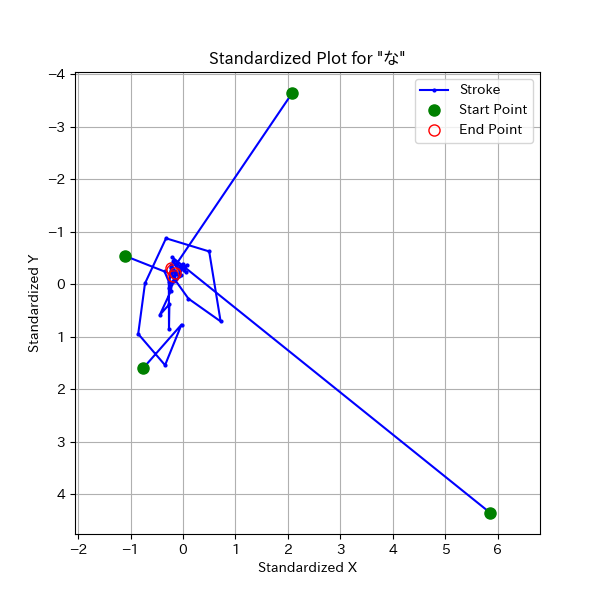 Standardized Plot for "な"
Stroke
Start Point
End Point
Standardized Y
−4
−3
−2
−1
0
1
2
3
4
−2 −1 0 1 2 3 4 5 6
Standardized X